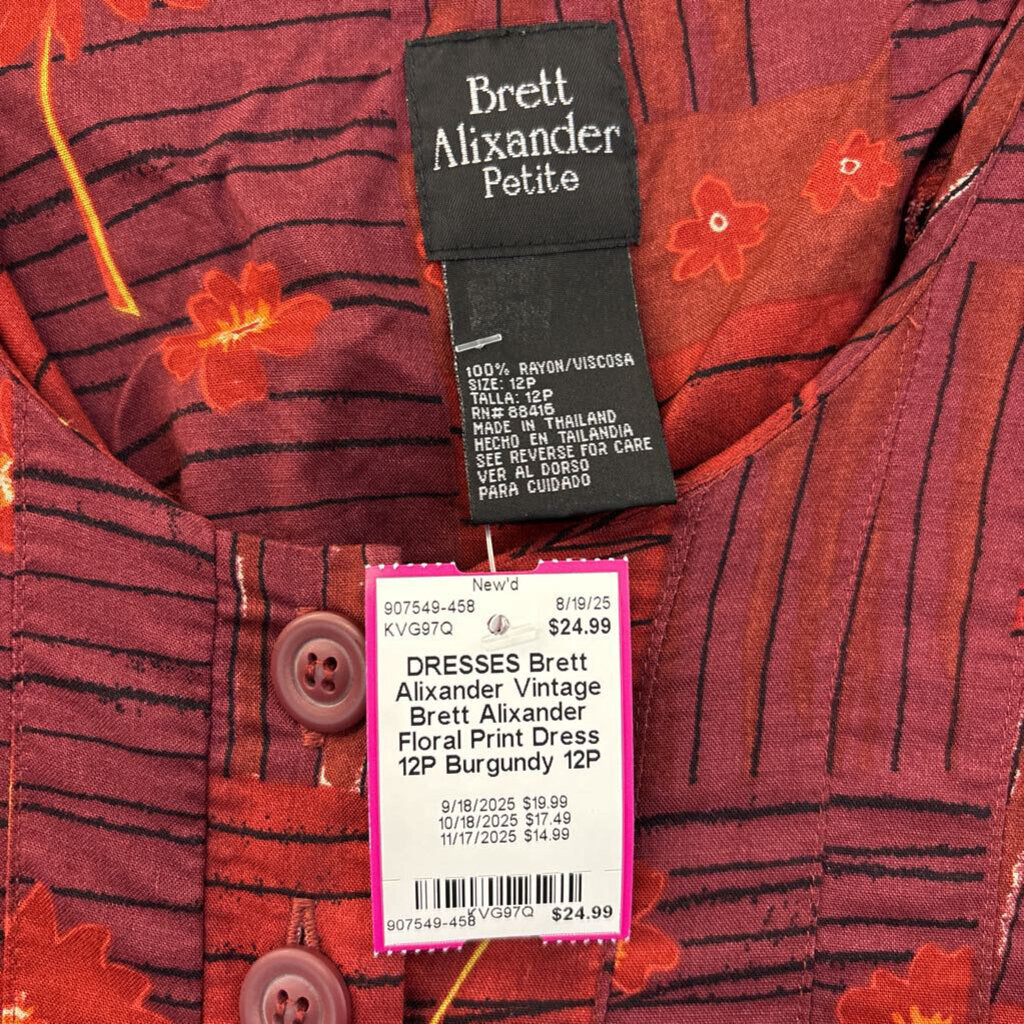 Brett
Alixander
Petite
100% RAYON/VISCOSA
SIZE: 12P
TALLA: 12P
RN# 88416
MADE IN THAILAND
HECHO EN TAILANDIA
SEE REVERSE FOR CARE
VER AL DORSO
PARA CUIDADO
New'd
907549-458 8/19/25
KVG97Q $24.99
DRESSES Brett
Alixander Vintage
Brett Alixander
Floral Print Dress
12P Burgundy 12P
9/18/2025 $19.99
10/18/2025 $17.49
11/17/2025 $14.99
907549-458 KVG97Q $24.99